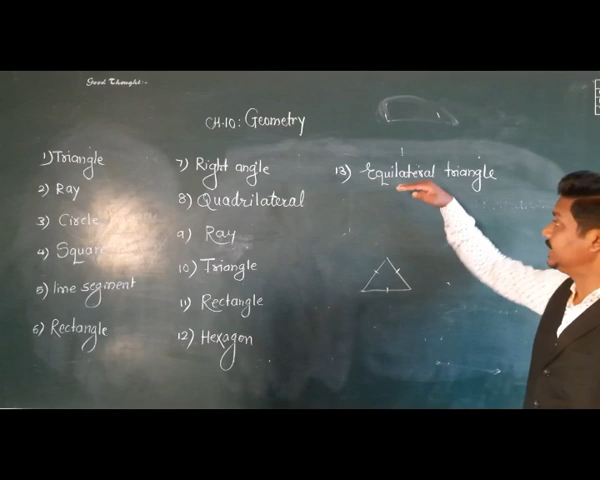 Good Thought:-
CH-10: Geometry
1) Triangle
2) Ray
3) Circle
4) Square
5) line segment
6) Rectangle
7) Right angle
8) Quadrilateral
9) Ray
10) Triangle
11) Rectangle
12) Hexagon
13) Equilateral triangle